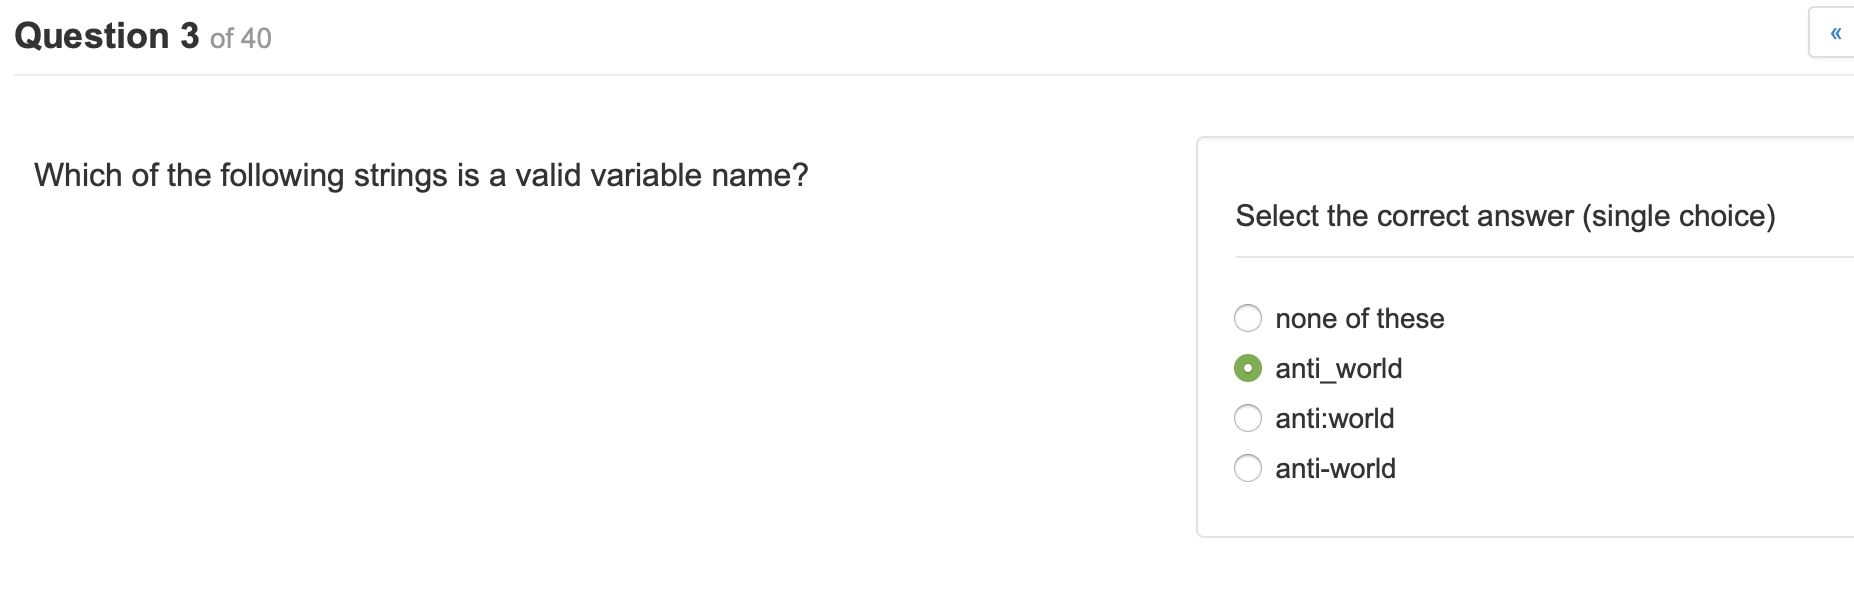 Question 3 of 40
«
Which of the following strings is a valid variable name?
Select the correct answer (single choice)
none of these
anti_world
anti:world
anti-world